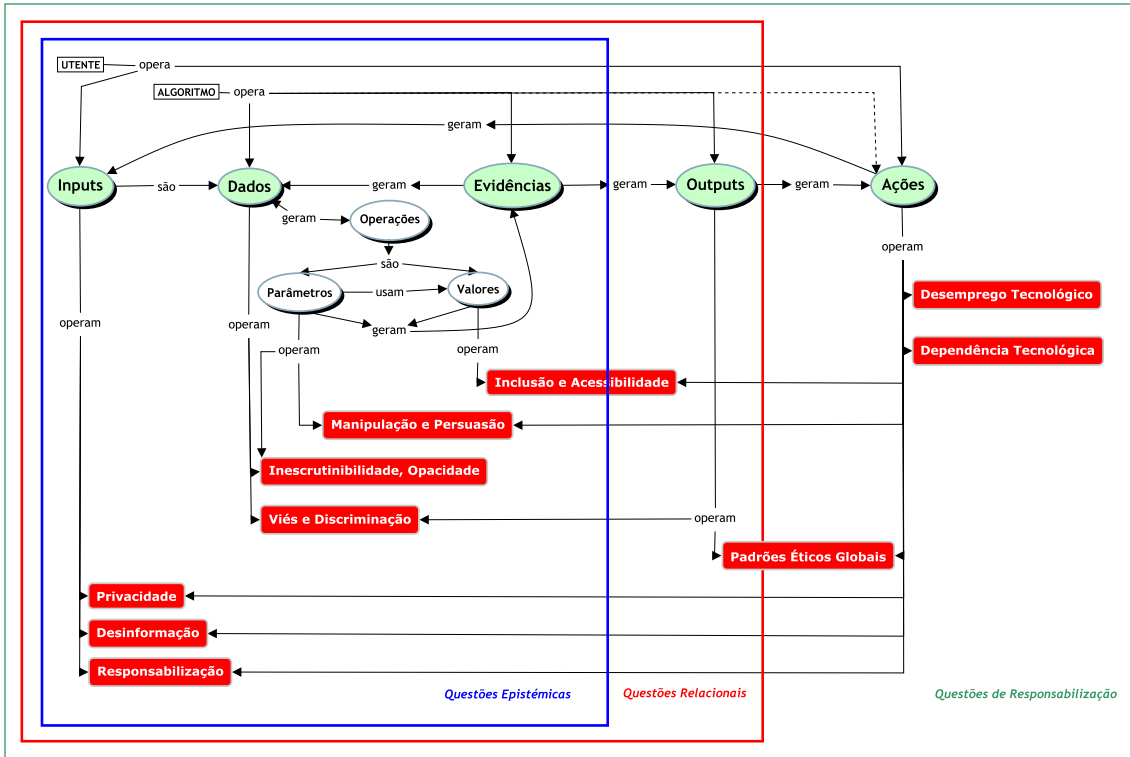 UTENTE
opera
ALGORITMO
opera
geram
Inputs
são
Dados
geram
Evidências
geram
Outputs
geram
Ações
geram
Operações
operam
são
Parâmetros
usam
Valores
Desemprego Tecnológico
operam
operam
geram
operam
operam
Dependência Tecnológica
Inclusão e Acessibilidade
Manipulação e Persuasão
Inescrutinibilidade, Opacidade
Viés e Discriminação
operam
Padrões Éticos Globais
Privacidade
Desinformação
Responsabilização
Questões Epistémicas
Questões Relacionais
Questões de Responsabilização